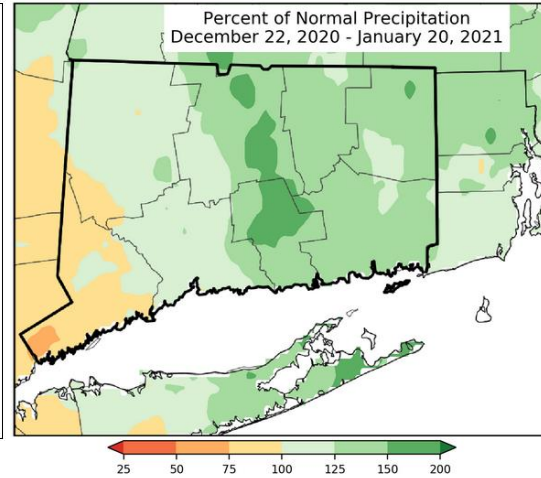 Percent of Normal Precipitation
December 22, 2020 - January 20, 2021
25 50 75 100 125 150 200